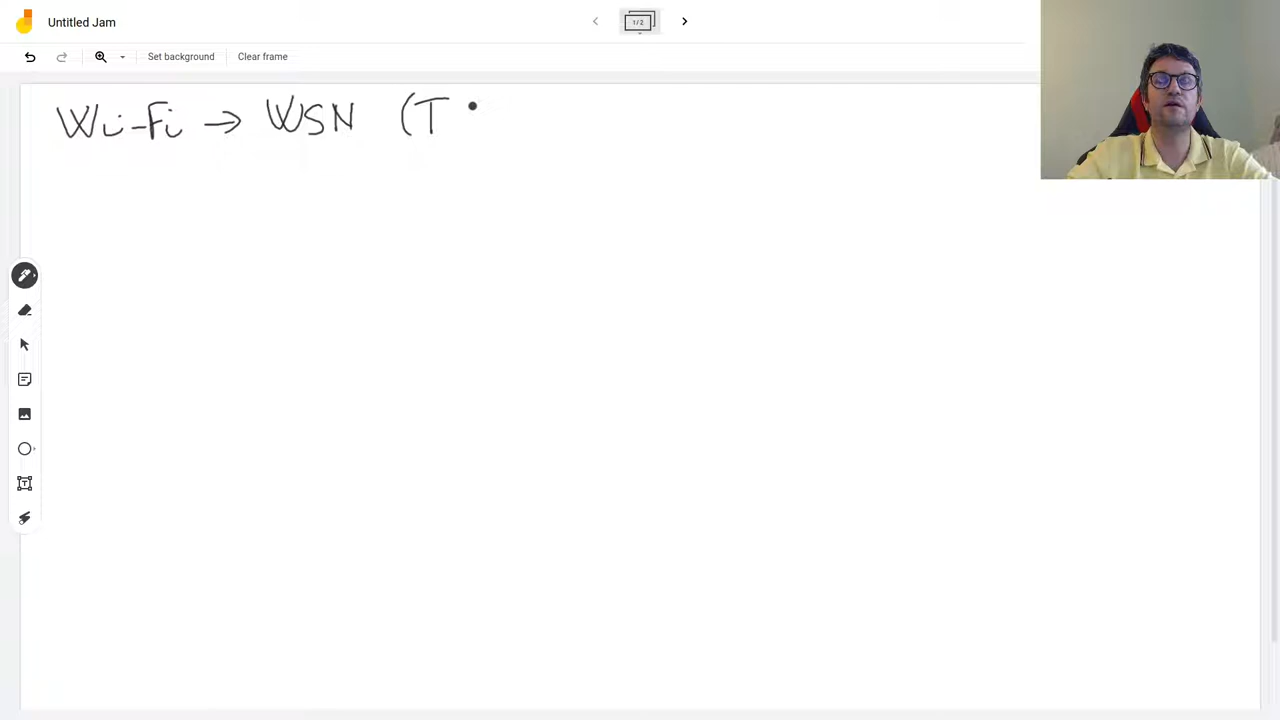 Untitled Jam
1/2
Set background
Clear frame
Wi-Fi → WSN (T